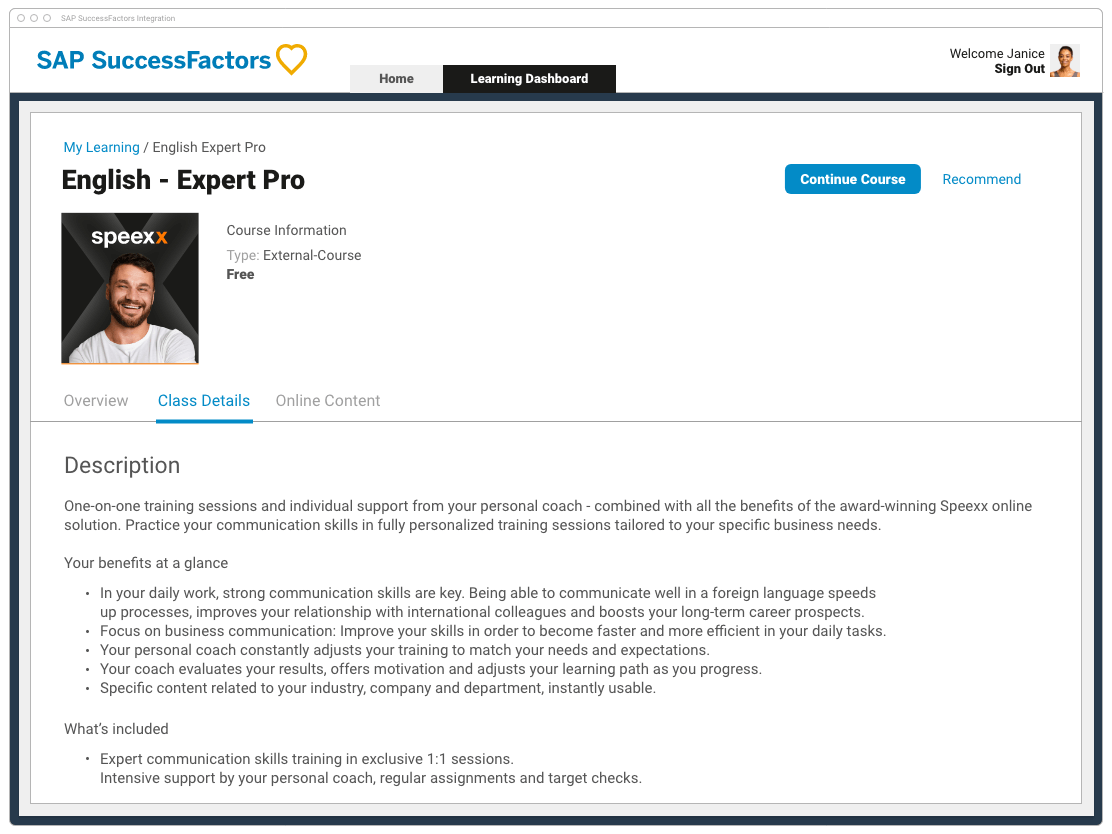 SAP SuccessFactors Integration
SAP SuccessFactors
Home
Learning Dashboard
Welcome Janice
Sign Out
My Learning / English Expert Pro
English - Expert Pro
Continue Course
Recommend
speexx
Course Information
Type: External-Course
Free
Overview
Class Details
Online Content
Description
One-on-one training sessions and individual support from your personal coach - combined with all the benefits of the award-winning Speexx online
solution. Practice your communication skills in fully personalized training sessions tailored to your specific business needs.
Your benefits at a glance
• In your daily work, strong communication skills are key. Being able to communicate well in a foreign language speeds
up processes, improves your relationship with international colleagues and boosts your long-term career prospects.
• Focus on business communication: Improve your skills in order to become faster and more efficient in your daily tasks.
• Your personal coach constantly adjusts your training to match your needs and expectations.
• Your coach evaluates your results, offers motivation and adjusts your learning path as you progress.
• Specific content related to your industry, company and department, instantly usable.
What’s included
• Expert communication skills training in exclusive 1:1 sessions.
Intensive support by your personal coach, regular assignments and target checks.